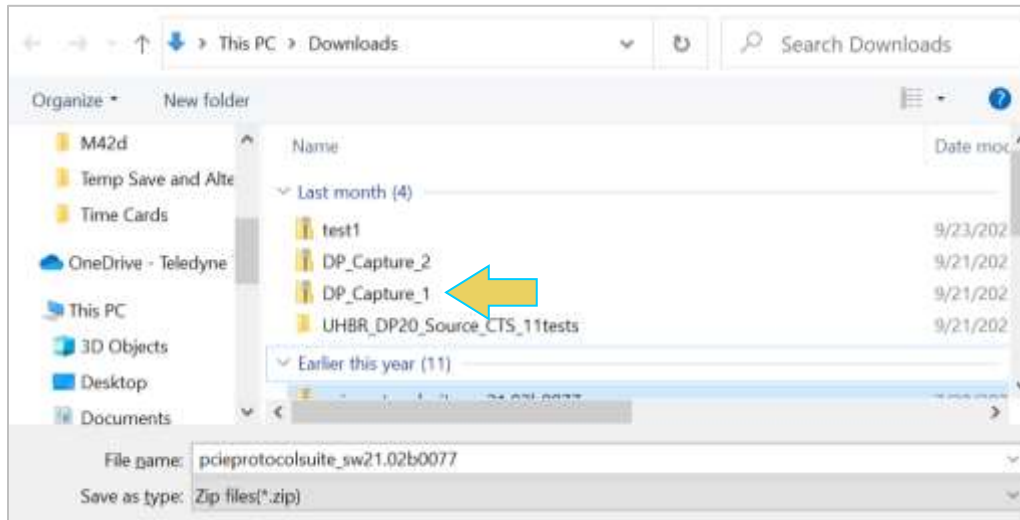 This PC > Downloads
Search Downloads
Organize
New folder
M42d
Temp Save and Alte
Time Cards
OneDrive - Teledyne
This PC
3D Objects
Desktop
Documents
Name
Date moc
Last month (4)
test1
9/23/202
DP_Capture_2
9/21/202
DP_Capture_1
9/21/202
UHBR_DP20_Source_CTS_11tests
9/21/202
Earlier this year (11)
File name: pcieprotocolsuite_sw21.02b0077
Save as type: Zip files(*.zip)